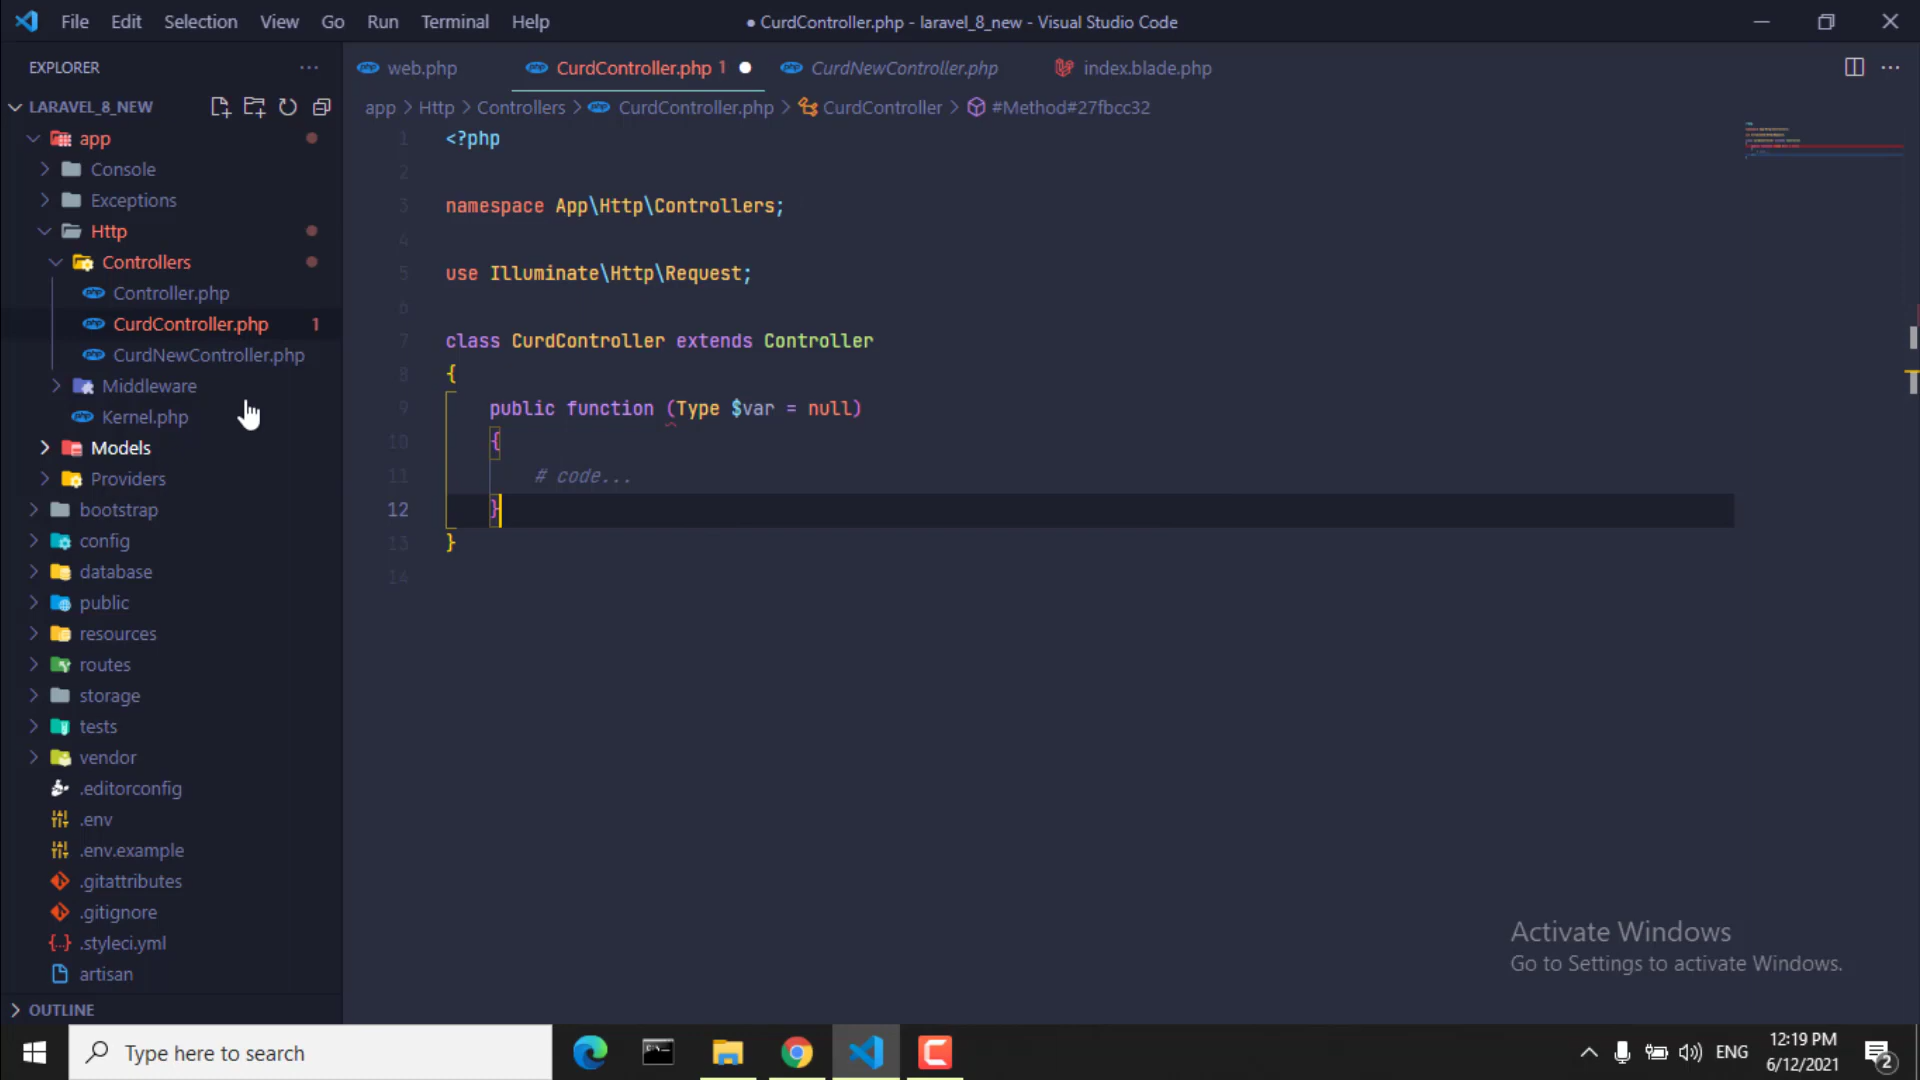 File Edit Selection View Go Run Terminal Help
● CurdController.php - laravel_8_new - Visual Studio Code
EXPLORER
web.php
CurdController.php 1
CurdNewController.php
index.blade.php
LARAVEL_8_NEW
app > Http > Controllers > CurdController.php > CurdController > #Method#27fbcc32
app
Console
Exceptions
Http
Controllers
Controller.php
CurdController.php 1
CurdNewController.php
Middleware
Kernel.php
Models
Providers
bootstrap
config
database
public
resources
routes
storage
tests
vendor
.editorconfig
.env
.env.example
.gitattributes
.gitignore
.styleci.yml
artisan
OUTLINE
1 <?php
2
3 namespace App\Http\Controllers;
4
5 use Illuminate\Http\Request;
6
7 class CurdController extends Controller
8 {
9 public function (Type $var = null)
10 {
11 # code...
12 }
13 }
14
Activate Windows
Go to Settings to activate Windows.
Type here to search
ENG
12:19 PM
6/12/2021
2